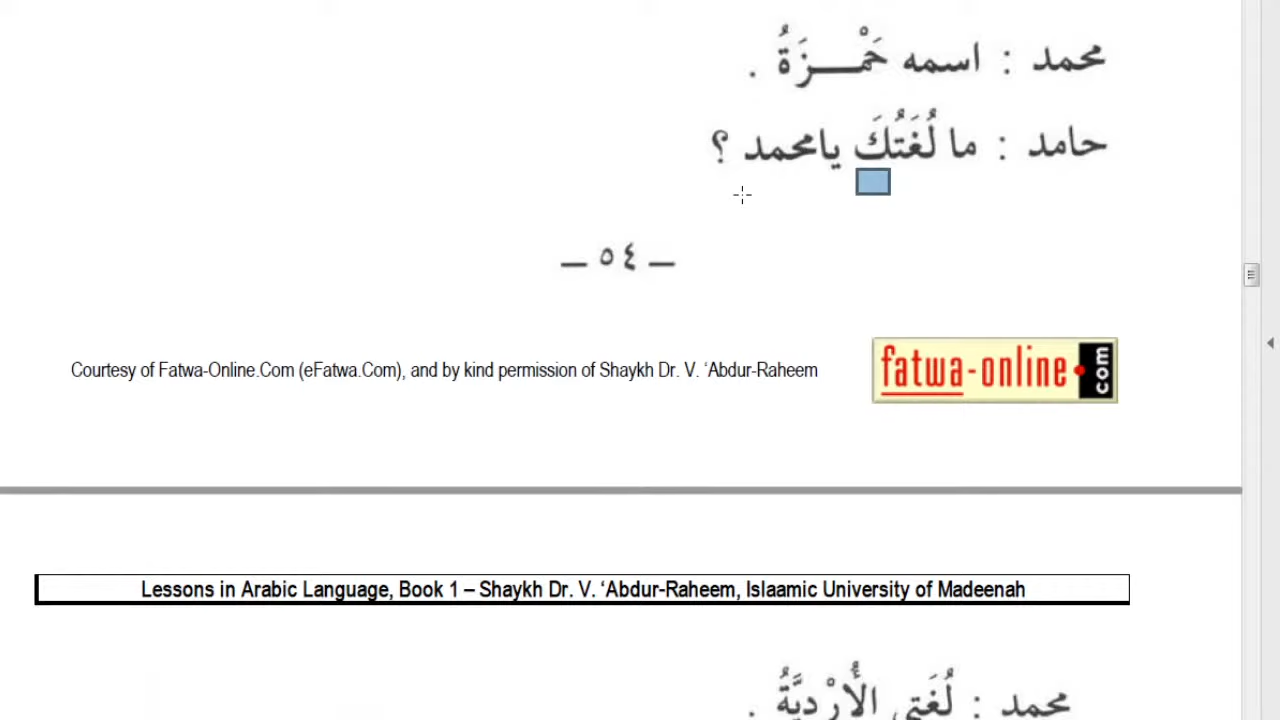 محمد : اسمه حَمْـــزَةُ .
حامد : ما لُغَتُكَ يامحمد ؟
— ٥٤ —
Courtesy of Fatwa-Online.Com (eFatwa.Com), and by kind permission of Shaykh Dr. V. ‘Abdur-Raheem
fatwa-online.com
Lessons in Arabic Language, Book 1 – Shaykh Dr. V. ‘Abdur-Raheem, Islaamic University of Madeenah
محمد : لُغَتي الأُرْدِيَّةُ .